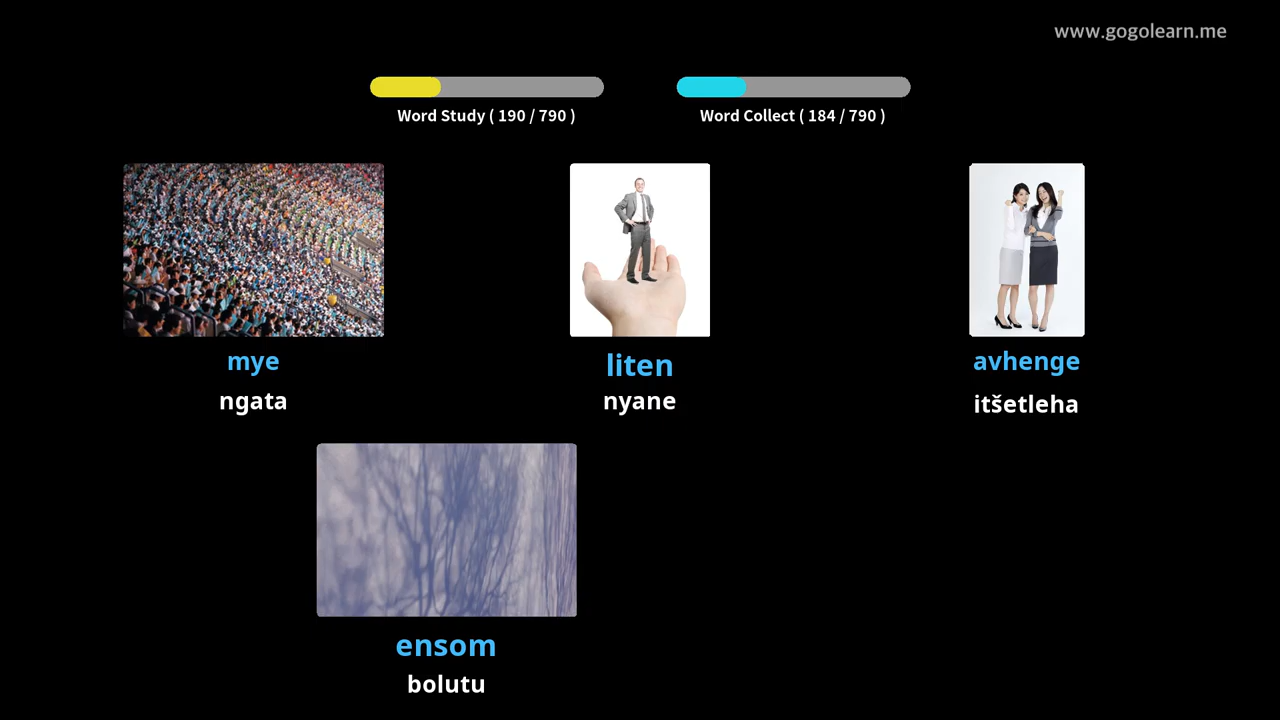 www.gogolearn.me
Word Study ( 190 / 790 )
Word Collect ( 184 / 790 )
mye
ngata
liten
nyane
avhenge
itšetleha
ensom
bolutu